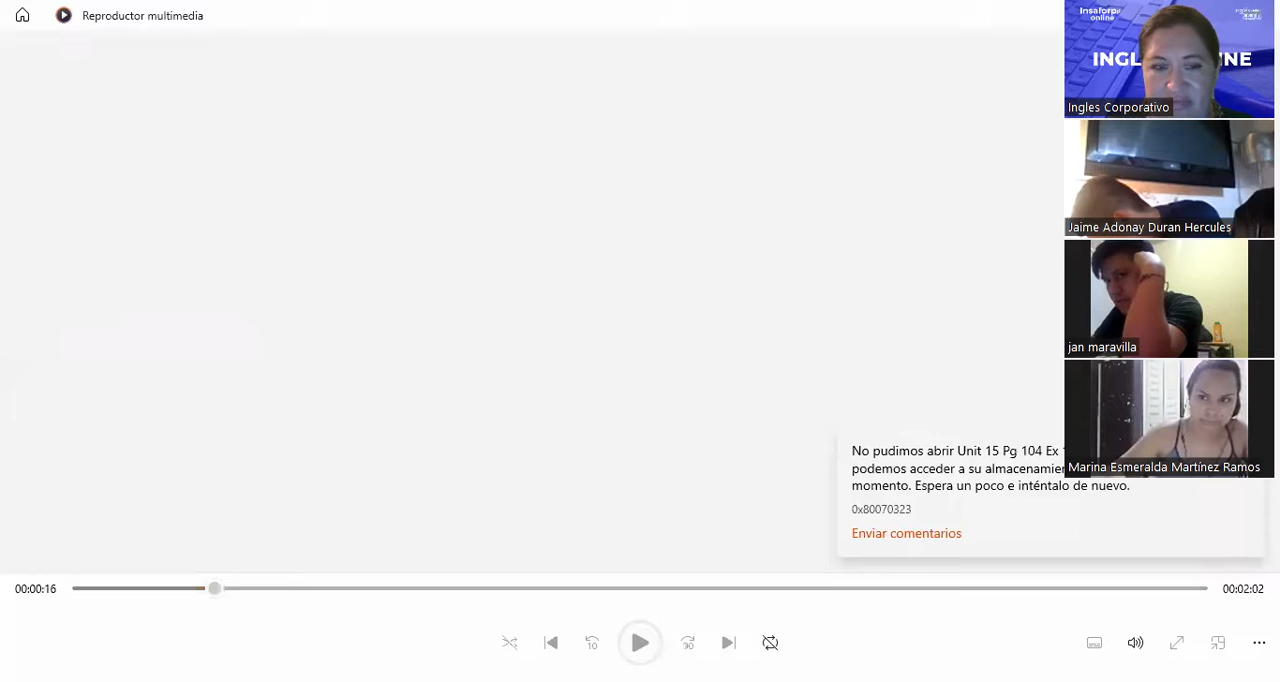 Reproductor multimedia
Insaforp
online
INGL NE
Ingles Corporativo
Jaime Adonay Duran Hercules
jan maravilla
Marina Esmeralda Martínez Ramos
No pudimos abrir Unit 15 Pg 104 Ex
podemos acceder a su
momento. Espera un poco e inténtalo de nuevo.
0x80070323
Enviar comentarios
00:00:16
00:02:02
10
30